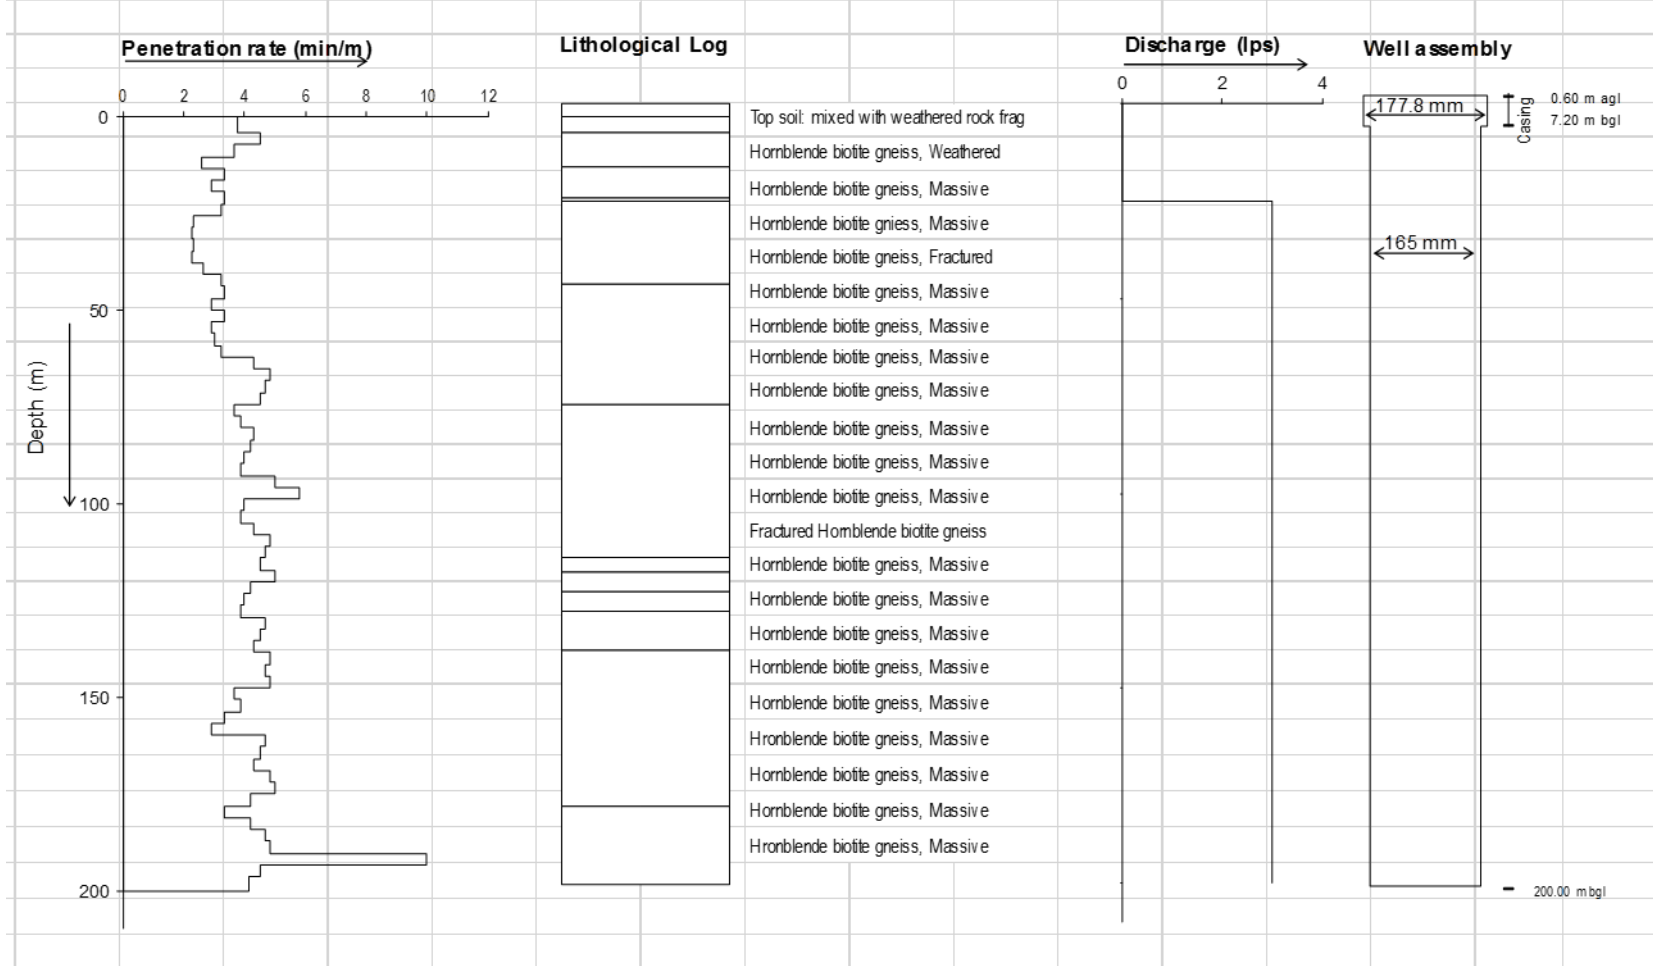 Penetration rate (min/m)
Lithological Log
Discharge (lps)
Well assembly
0 2 4 6 8 10 12
0 2 4
0
50
100
150
200
Depth (m)
Top soil: mixed with weathered rock frag
Hornblende biotite gneiss, Weathered
Hornblende biotite gneiss, Massive
Hornblende biotite gniess, Massive
Hornblende biotite gneiss, Fractured
Hornblende biotite gneiss, Massive
Hornblende biotite gneiss, Massive
Hornblende biotite gneiss, Massive
Hornblende biotite gneiss, Massive
Hornblende biotite gneiss, Massive
Hornblende biotite gneiss, Massive
Hornblende biotite gneiss, Massive
Fractured Hornblende biotite gneiss
Hornblende biotite gneiss, Massive
Hornblende biotite gneiss, Massive
Hornblende biotite gneiss, Massive
Hornblende biotite gneiss, Massive
Hornblende biotite gneiss, Massive
Hronblende biotite gneiss, Massive
Hornblende biotite gneiss, Massive
Hornblende biotite gneiss, Massive
Hronblende biotite gneiss, Massive
177.8 mm
165 mm
Casing
0.60 m agl
7.20 m bgl
200.00 m bgl